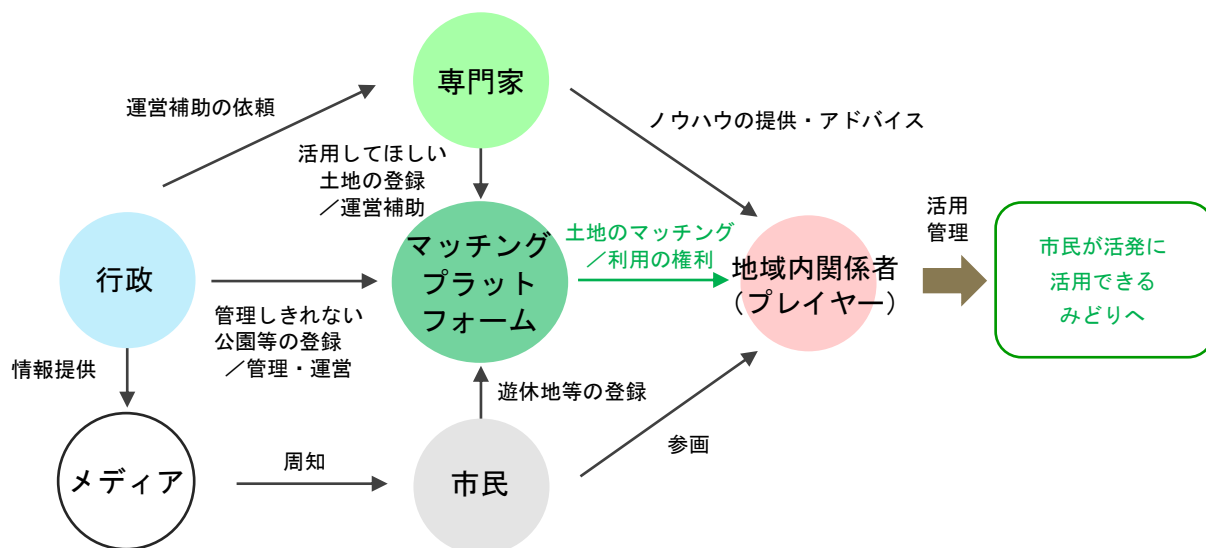 専門家
運営補助の依頼
ノウハウの提供・アドバイス
活用してほしい
土地の登録
／運営補助
行政
マッチング
プラット
フォーム
土地のマッチング
／利用の権利
地域内関係者
（プレイヤー）
活用
管理
市民が活発に
活用できる
みどりへ
管理しきれない
公園等の登録
／管理・運営
情報提供
遊休地等の登録
参画
メディア
周知
市民